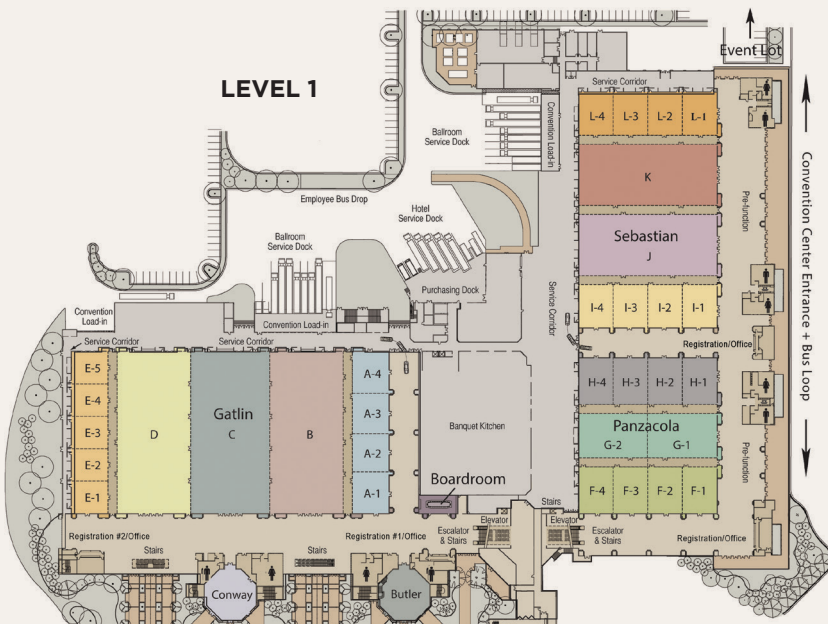 LEVEL 1
Event Lot
Service Corridor
L-4
L-3
L-2
L-1
Ballroom
Service Dock
Convention Load-in
K
Pre-function
Convention Center Entrance + Bus Loop
Employee Bus Drop
Hotel
Service Dock
Sebastian
J
Ballroom
Service Dock
Purchasing Dock
Service Corridor
I-4
I-3
I-2
I-1
Convention
Load-in
Convention Load-in
Service Corridor
Service Corridor
Registration/Office
E-5
E-4
E-3
E-2
E-1
D
Gatlin
C
B
A-4
A-3
A-2
A-1
Banquet Kitchen
Boardroom
H-4
H-3
H-2
H-1
Panzacola
G-2
G-1
Pre-function
F-4
F-3
F-2
F-1
Stairs
Registration #2/Office
Registration #1/Office
Escalator
& Stairs
Elevator
Elevator
Escalator
& Stairs
Registration/Office
Stairs
Stairs
Conway
Butler